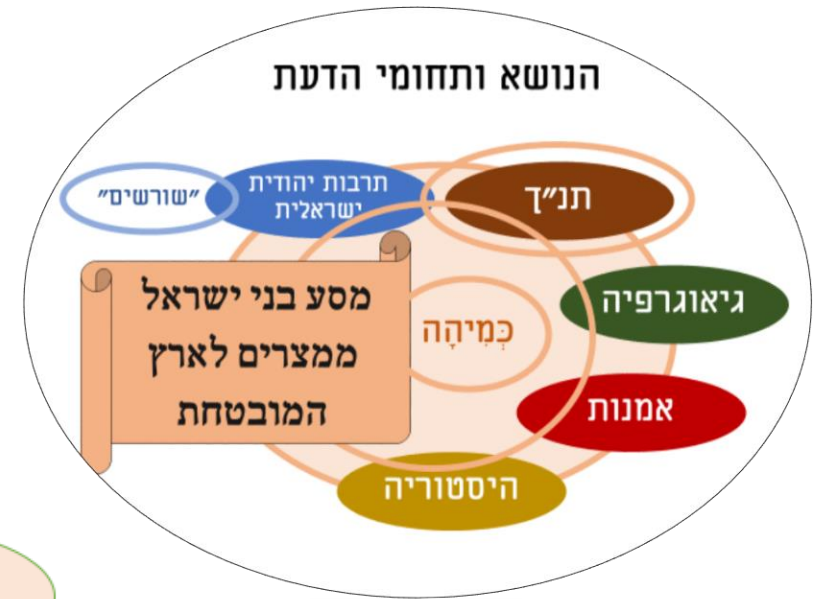 הנושא ותחומי הדעת
תנ״ך
תרבות יהודית
ישראלית
״שורשים״
גיאוגרפיה
כְּמִיהָה
מסע בני ישראל
ממצרים לארץ
המובטחת
אמנות
היסטוריה